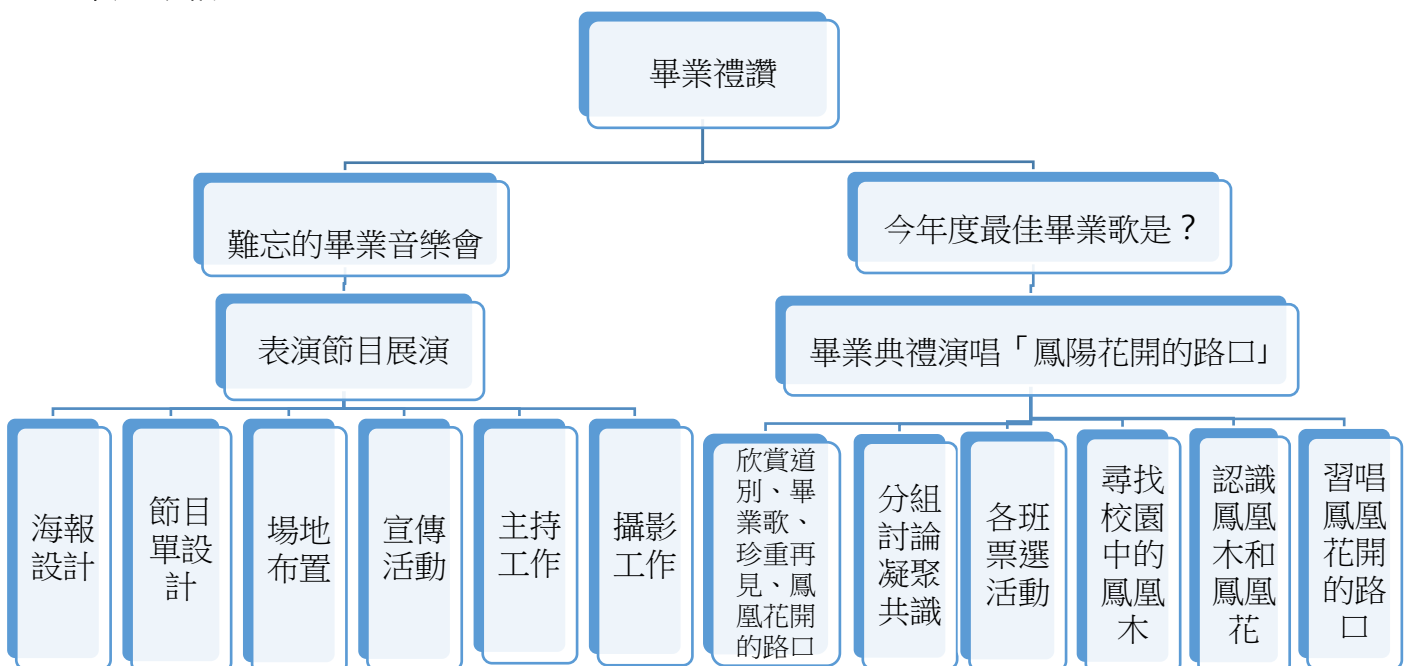 畢業禮讚
難忘的畢業音樂會
今年度最佳畢業歌是？
表演節目展演
畢業典禮演唱「鳳陽花開的路口」
海報
設計
節目
單設
計
場地
布置
宣傳
活動
主持
工作
攝影
工作
欣賞道
別、畢
業歌、
珍重再
見、鳳
凰花開
的路口
分組
討論
凝聚
共識
各班
票選
活動
尋找
校園
中的
鳳凰
木
認識
鳳凰
木和
鳳凰
花
習唱
鳳凰
花開
的路
口